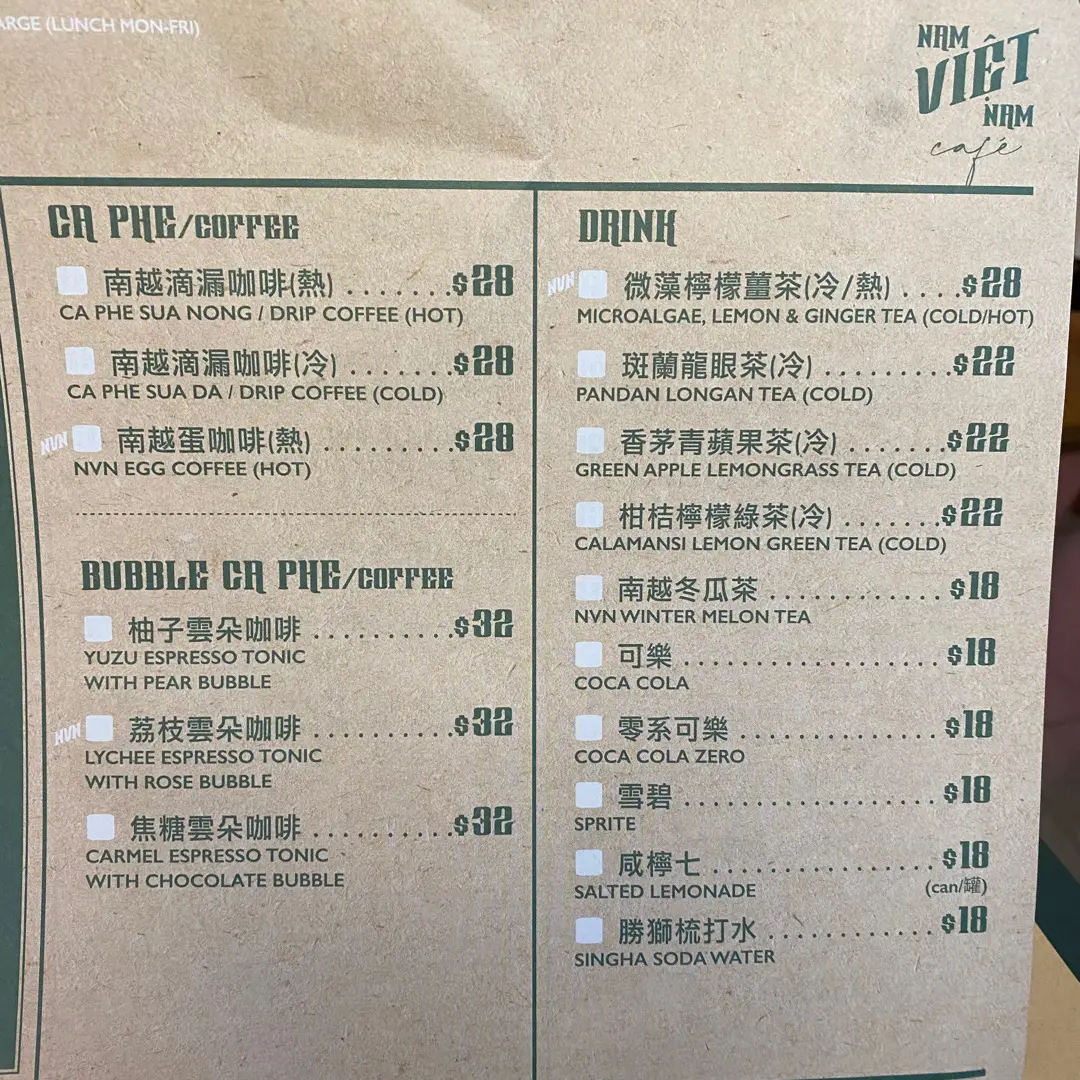 ARGE (LUNCH MON-FRI)
NAM
VIỆT
NAM
café
CA PHE/COFFEE
南越滴漏咖啡(熱) ....... $28
CA PHE SUA NONG / DRIP COFFEE (HOT)
南越滴漏咖啡(冷) ....... $28
CA PHE SUA DA / DRIP COFFEE (COLD)
NVN 南越蛋咖啡(熱) ......... $28
NVN EGG COFFEE (HOT)
BUBBLE CA PHE/COFFEE
柚子雲朵咖啡 .......... $32
YUZU ESPRESSO TONIC
WITH PEAR BUBBLE
NVN 荔枝雲朵咖啡 .......... $32
LYCHEE ESPRESSO TONIC
WITH ROSE BUBBLE
焦糖雲朵咖啡 .......... $32
CARMEL ESPRESSO TONIC
WITH CHOCOLATE BUBBLE
DRINK
NVN 微藻檸檬薑茶(冷/熱) .... $28
MICROALGAE, LEMON & GINGER TEA (COLD/HOT)
斑蘭龍眼茶(冷) ......... $22
PANDAN LONGAN TEA (COLD)
香茅青蘋果茶(冷) ....... $22
GREEN APPLE LEMONGRASS TEA (COLD)
柑桔檸檬綠茶(冷) ....... $22
CALAMANSI LEMON GREEN TEA (COLD)
南越冬瓜茶 ............ $18
NVN WINTER MELON TEA
可樂 .................. $18
COCA COLA
零系可樂 .............. $18
COCA COLA ZERO
雪碧 .................. $18
SPRITE
咸檸七 ................ $18
SALTED LEMONADE (can/罐)
勝獅梳打水 ............ $18
SINGHA SODA WATER